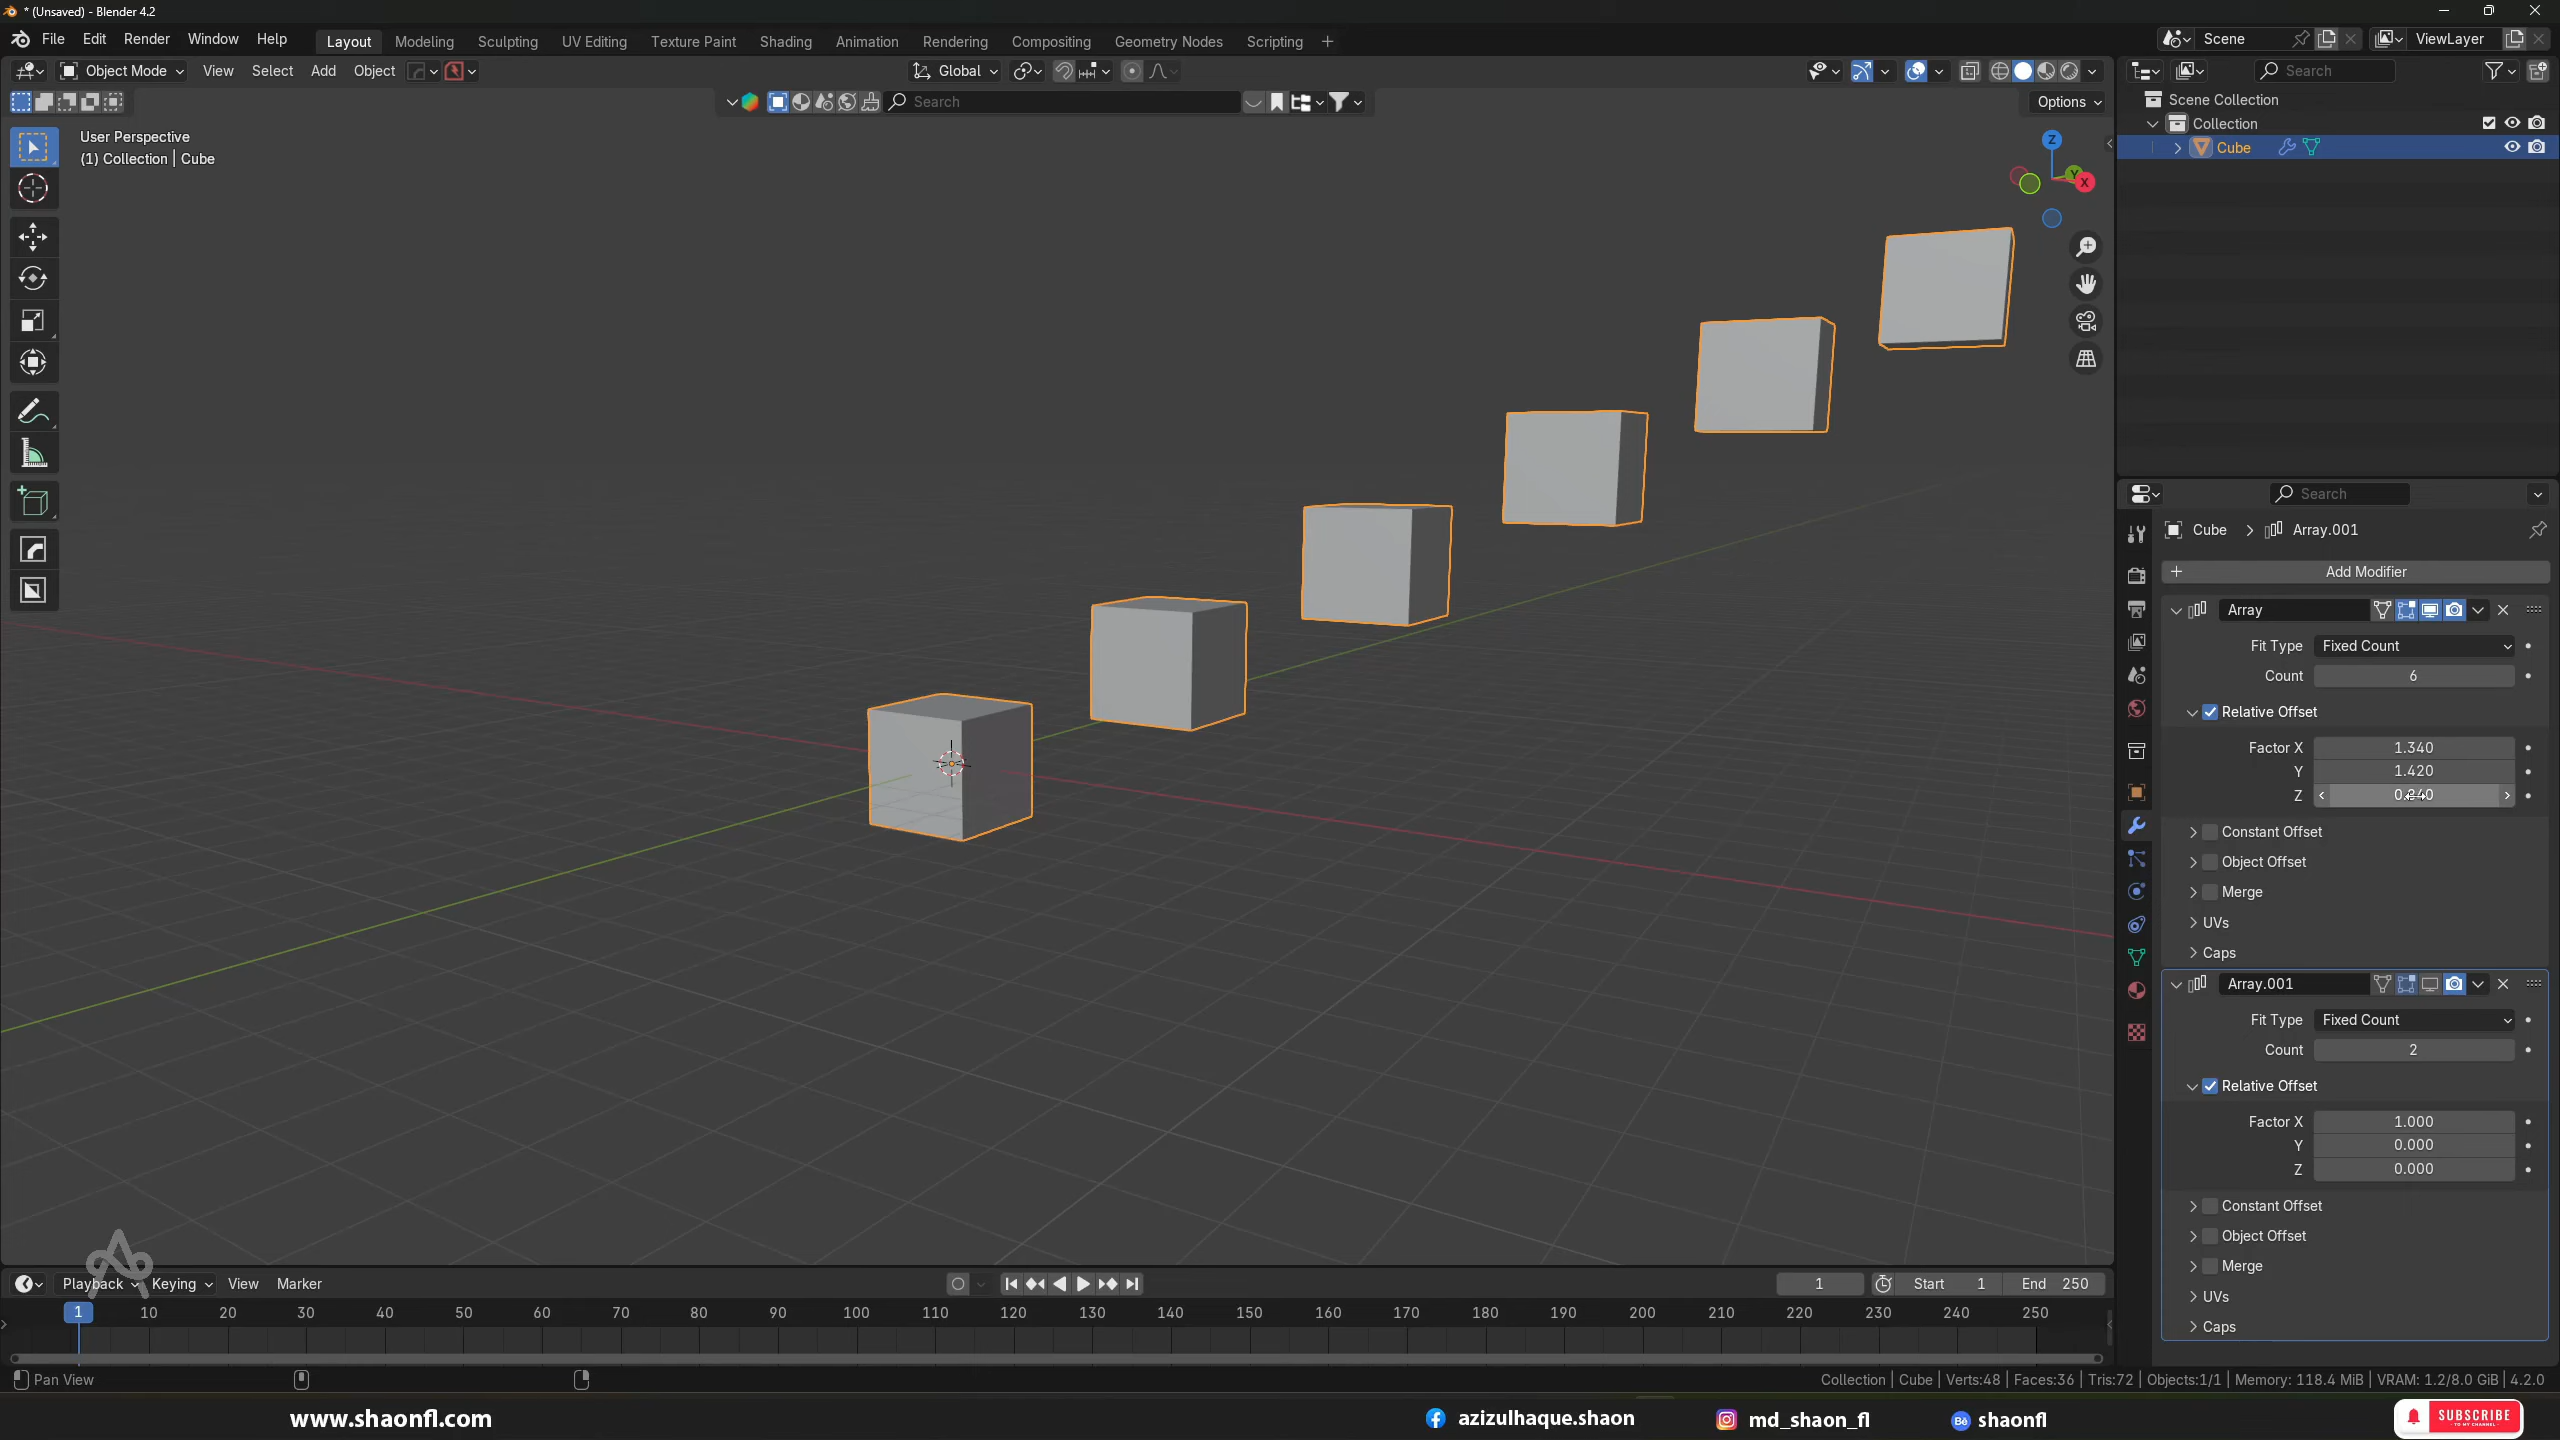 * (Unsaved) - Blender 4.2
File Edit Render Window Help Layout Modeling Sculpting UV Editing Texture Paint Shading Animation Rendering Compositing Geometry Nodes Scripting + Scene ViewLayer
Object Mode View Select Add Object Global Search
Search Options
User Perspective
(1) Collection | Cube
Z
Y
X
Scene Collection
Collection
Cube
Search
Cube > Array.001
Add Modifier
Array
Fit Type Fixed Count
Count 6
Relative Offset
Factor X 1.340
Y 1.420
Z
Constant Offset
Object Offset
Merge
UVs
Caps
Array.001
Fit Type Fixed Count
Count 2
Relative Offset
Factor X 1.000
Y 0.000
Z 0.000
Constant Offset
Object Offset
Merge
UVs
Caps
Playback Keying View Marker 1 Start 1 End 250
1 10 20 30 40 50 60 70 80 90 100 110 120 130 140 150 160 170 180 190 200 210 220 230 240 250
Pan View Collection | Cube | Verts:48 | Faces:36 | Tris:72 | Objects:1/1 | Memory: 118.4 MiB | VRAM: 1.2/8.0 GiB | 4.2.0
www.shaonfl.com azizulhaque.shaon md_shaon_fl Bē shaonfl SUBSCRIBE